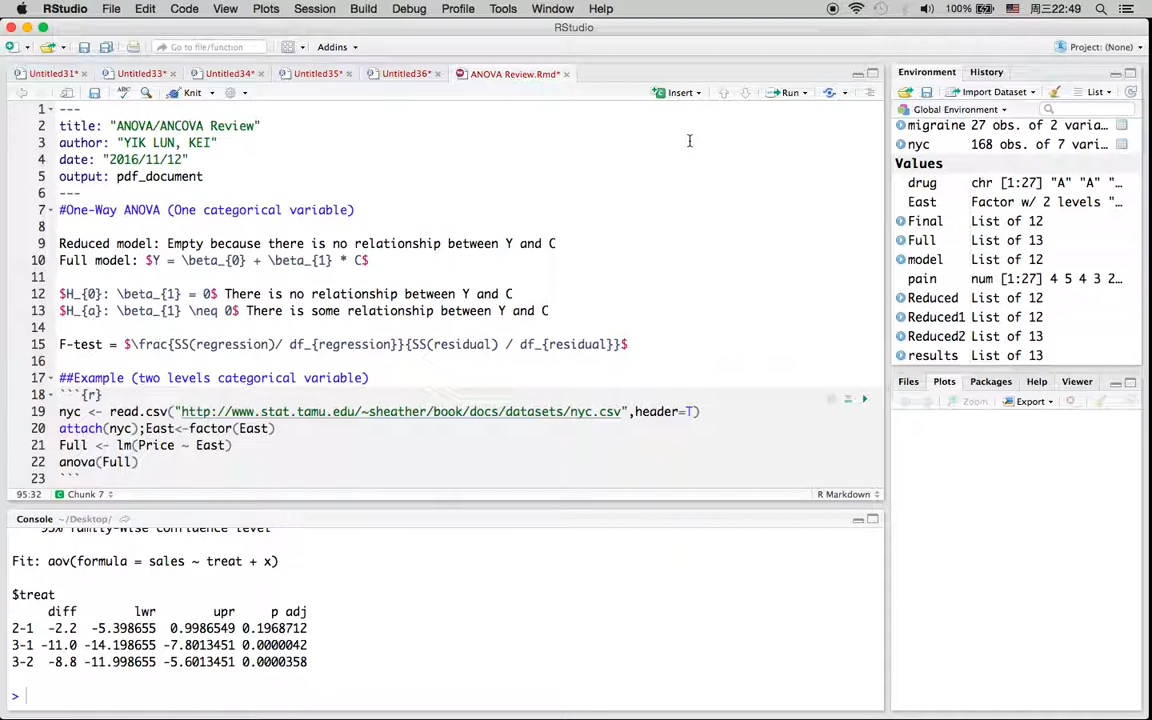 RStudio File Edit Code View Plots Session Build Debug Profile Tools Window Help 100% 周三22:49
RStudio
Go to file/function Addins Project: (None)
Untitled31* Untitled33* Untitled34* Untitled35* Untitled36* ANOVA Review.Rmd*
ABC Knit Insert Run
1 ---
2 title: "ANOVA/ANCOVA Review"
3 author: "YIK LUN, KEI"
4 date: "2016/11/12"
5 output: pdf_document
6 ---
7 #One-Way ANOVA (One categorical variable)
8
9 Reduced model: Empty because there is no relationship between Y and C
10 Full model: $Y = \beta_{0} + \beta_{1} * C$
11
12 $H_{0}: \beta_{1} = 0$ There is no relationship between Y and C
13 $H_{a}: \beta_{1} \neq 0$ There is some relationship between Y and C
14
15 F-test = $\frac{SS(regression)/ df_{regression}}{SS(residual) / df_{residual}}$
16
17 ##Example (two levels categorical variable)
18 ```{r}
19 nyc <- read.csv("http://www.stat.tamu.edu/~sheather/book/docs/datasets/nyc.csv",header=T)
20 attach(nyc);East<-factor(East)
21 Full <- lm(Price ~ East)
22 anova(Full)
23 ```
95:32 Chunk 7 R Markdown
Console ~/Desktop/
95% family-wise confidence level
Fit: aov(formula = sales ~ treat + x)
$treat
diff lwr upr p adj
2-1 -2.2 -5.398655 0.9986549 0.1968712
3-1 -11.0 -14.198655 -7.8013451 0.0000042
3-2 -8.8 -11.998655 -5.6013451 0.0000358
>
Environment History
Import Dataset List
Global Environment
migraine 27 obs. of 2 varia…
nyc 168 obs. of 7 vari…
Values
drug chr [1:27] "A" "A" "…
East Factor w/ 2 levels "…
Final List of 12
Full List of 13
model List of 12
pain num [1:27] 4 5 4 3 2…
Reduced List of 12
Reduced1 List of 12
Reduced2 List of 13
results List of 13
Files Plots Packages Help Viewer
Zoom Export